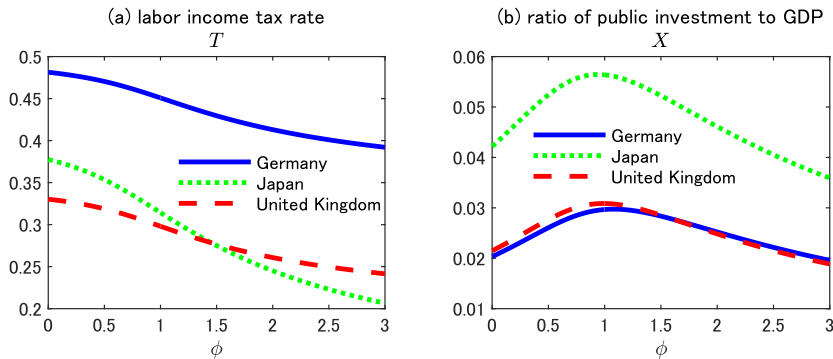 (a) labor income tax rate
T
0.5
0.45
0.4
0.35
0.3
0.25
0.2
Germany
Japan
United Kingdom
0 0.5 1 1.5 2 2.5 3
ϕ
(b) ratio of public investment to GDP
X
0.06
0.05
0.04
0.03
0.02
0.01
Germany
Japan
United Kingdom
0 0.5 1 1.5 2 2.5 3
ϕ